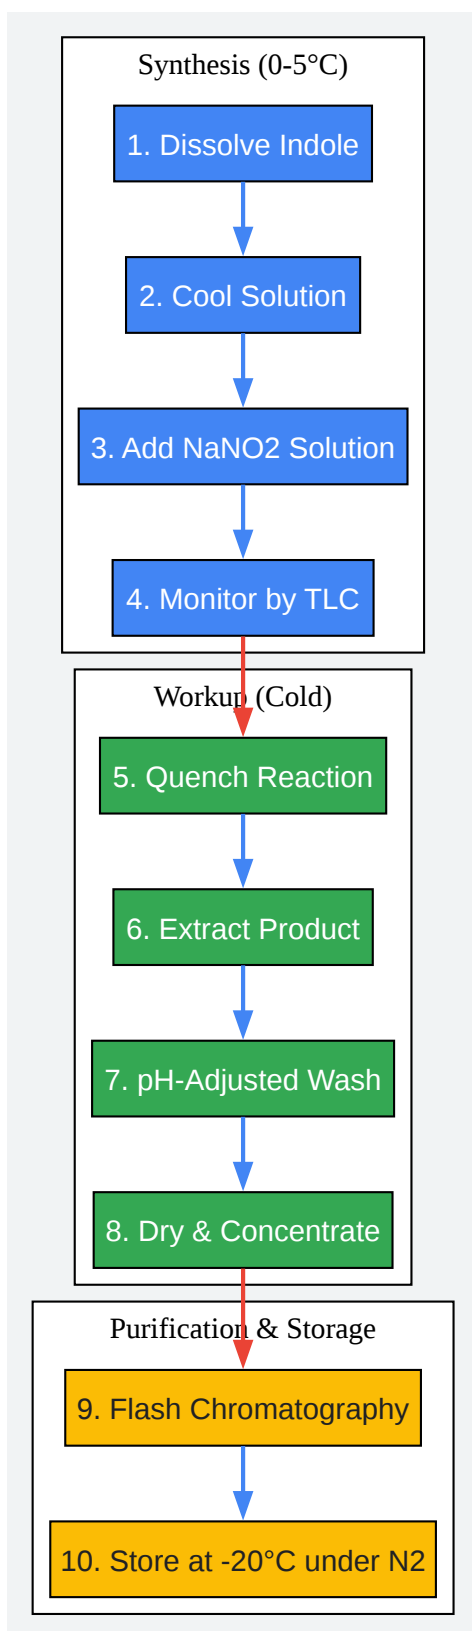 Synthesis (0-5°C)
1. Dissolve Indole
2. Cool Solution
3. Add NaNO2 Solution
4. Monitor by TLC
Workup (Cold)
5. Quench Reaction
6. Extract Product
7. pH-Adjusted Wash
8. Dry & Concentrate
Purification & Storage
9. Flash Chromatography
10. Store at -20°C under N2